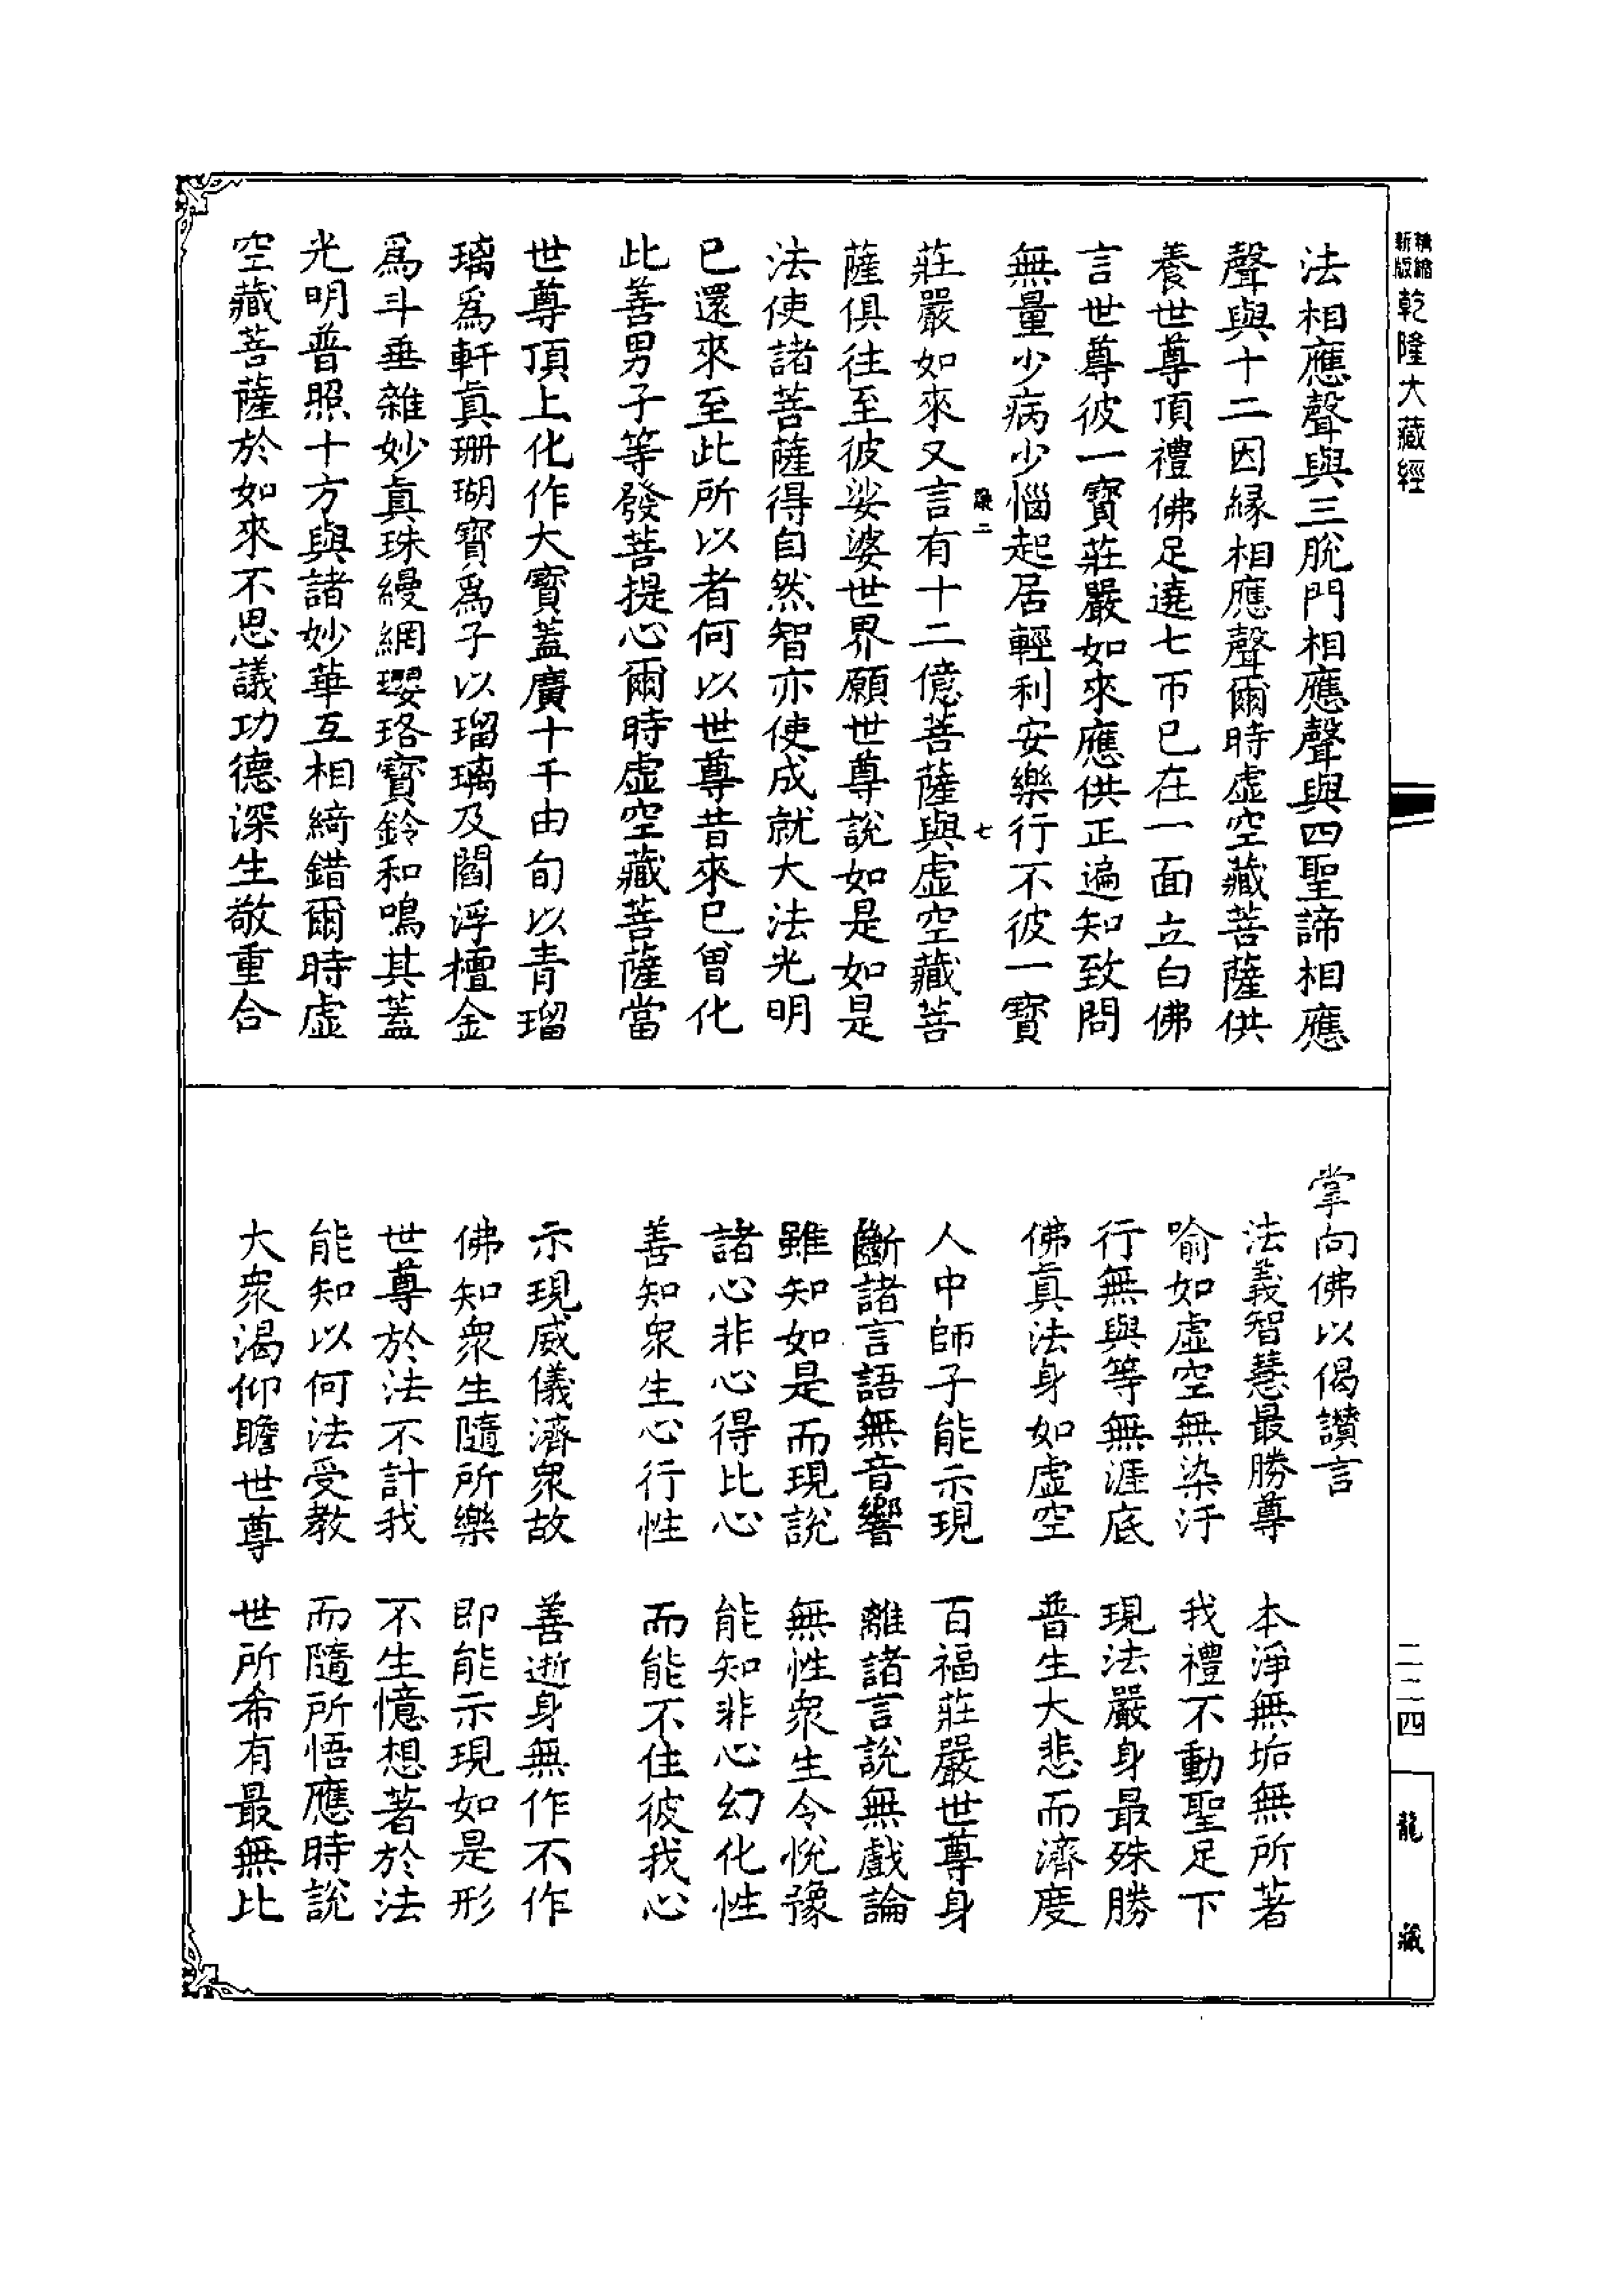 精縮新版乾隆大藏經
法相應聲與三脫門相應聲與四聖諦相應
聲與十二因緣相應聲爾時虛空藏菩薩供
養世尊頂禮佛足遶七帀已在一面立白佛
言世尊彼一寶莊嚴如來應供正遍知致問
無量少病少惱起居輕利安樂行不彼一寶
二 七
莊嚴如來又言有十二億菩薩與虛空藏菩
薩俱往至彼娑婆世界願世尊說如是如是
法使諸菩薩得自然智亦使成就大法光明
已還來至此所以者何以世尊昔來已曾化
此善男子等發菩提心爾時虛空藏菩薩當
世尊頂上化作大寶蓋廣十千由旬以青瑠
璃爲軒真珊瑚寶爲子以瑠璃及閻浮檀金
爲斗垂雜妙真珠縵網瓔珞寶鈴和鳴其蓋
光明普照十方與諸妙華互相綺錯爾時虛
空藏菩薩於如來不思議功德深生敬重合
掌向佛以偈讚言
法義智慧最勝尊 本淨無垢無所著
喻如虛空無染汙 我禮不動聖足下
行無與等無涯底 現法嚴身最殊勝
佛真法身如虛空 普生大悲而濟度
人中師子能示現 百福莊嚴世尊身
斷諸言語無音響 離諸言說無戲論
雖知如是而現說 無性眾生令悅豫
諸心非心得比心 能知非心幻化性
善知眾生心行性 而能不住彼我心
示現威儀濟眾故 善逝身無作不作
佛知眾生隨所樂 即能示現如是形
世尊於法不計我 不生憶想著於法
能知以何法受教 而隨所悟應時說
大眾渴仰瞻世尊 世所希有最無比
二二四
龍藏